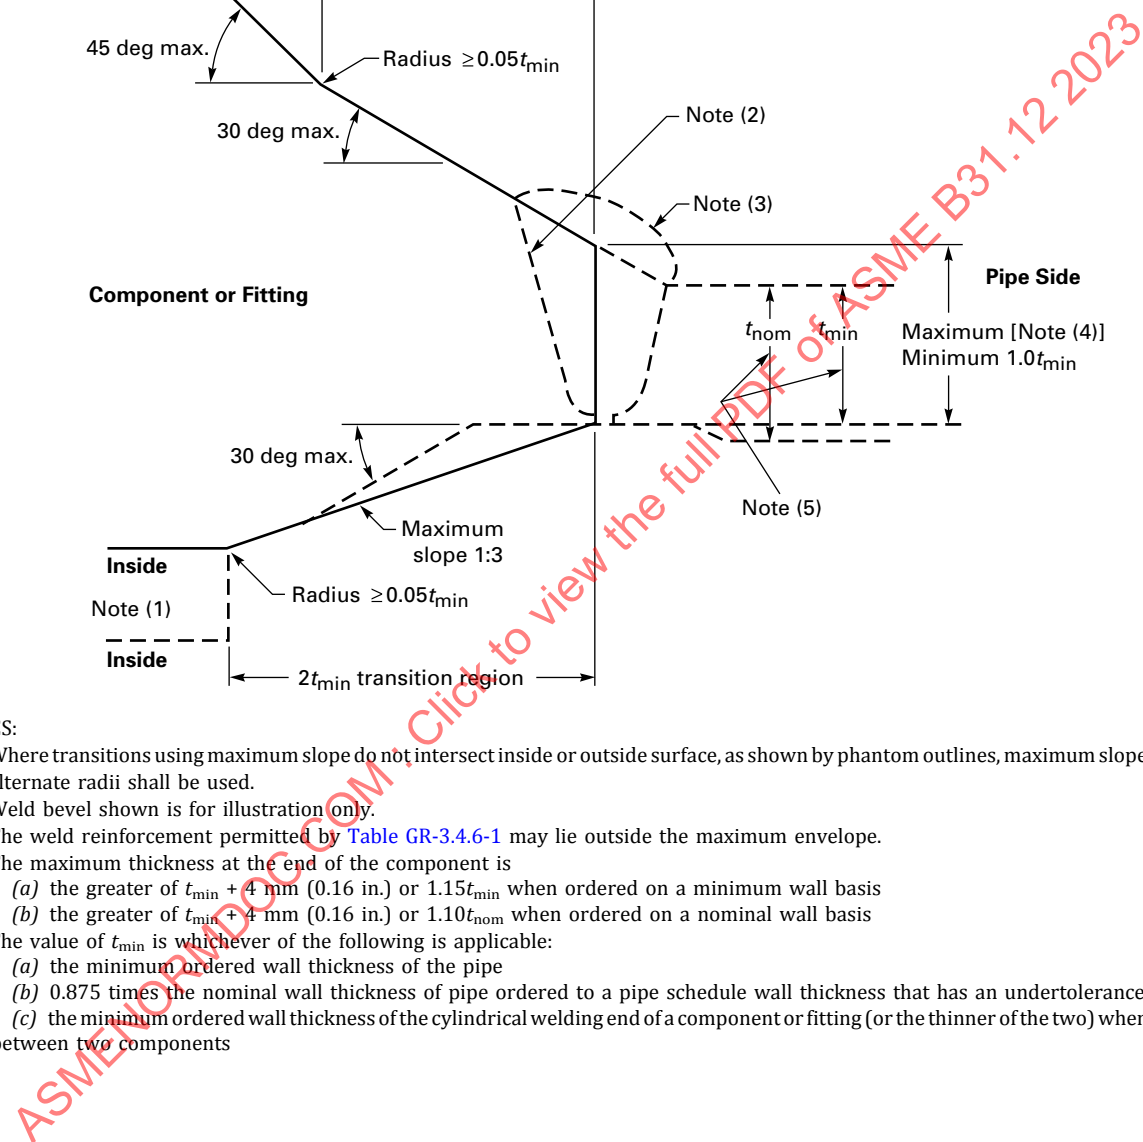 45 deg max.
Radius ≥0.05tmin
30 deg max.
Note (2)
Note (3)
Component or Fitting
Pipe Side
tnom
tmin
Maximum [Note (4)]
Minimum 1.0tmin
30 deg max.
Maximum
slope 1:3
Note (5)
Inside
Note (1)
Radius ≥0.05tmin
Inside
2tmin transition region
ES:
Where transitions using maximum slope do not intersect inside or outside surface, as shown by phantom outlines, maximum slope
lternate radii shall be used.
Weld bevel shown is for illustration only.
he weld reinforcement permitted by Table GR-3.4.6-1 may lie outside the maximum envelope.
he maximum thickness at the end of the component is
(a) the greater of tmin + 4 mm (0.16 in.) or 1.15tmin when ordered on a minimum wall basis
(b) the greater of tmin + 4 mm (0.16 in.) or 1.10tnom when ordered on a nominal wall basis
he value of tmin is whichever of the following is applicable:
(a) the minimum ordered wall thickness of the pipe
(b) 0.875 times the nominal wall thickness of pipe ordered to a pipe schedule wall thickness that has an undertolerance
(c) the minimum ordered wall thickness of the cylindrical welding end of a component or fitting (or the thinner of the two) when
between two components
ASMENORMDOC.COM : Click to view the full PDF of ASME B31.12 2023